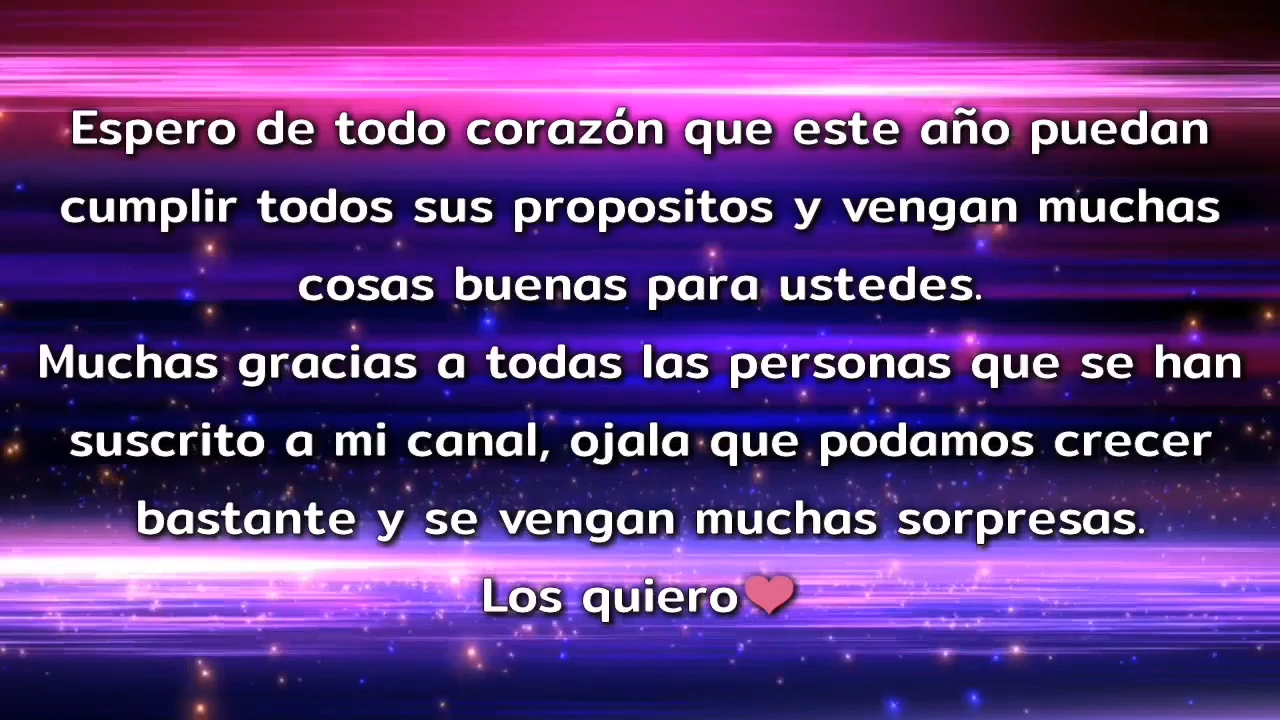 Espero de todo corazón que este año puedan
cumplir todos sus propositos y vengan muchas
cosas buenas para ustedes.
Muchas gracias a todas las personas que se han
suscrito a mi canal, ojala que podamos crecer
bastante y se vengan muchas sorpresas.
Los quiero❤